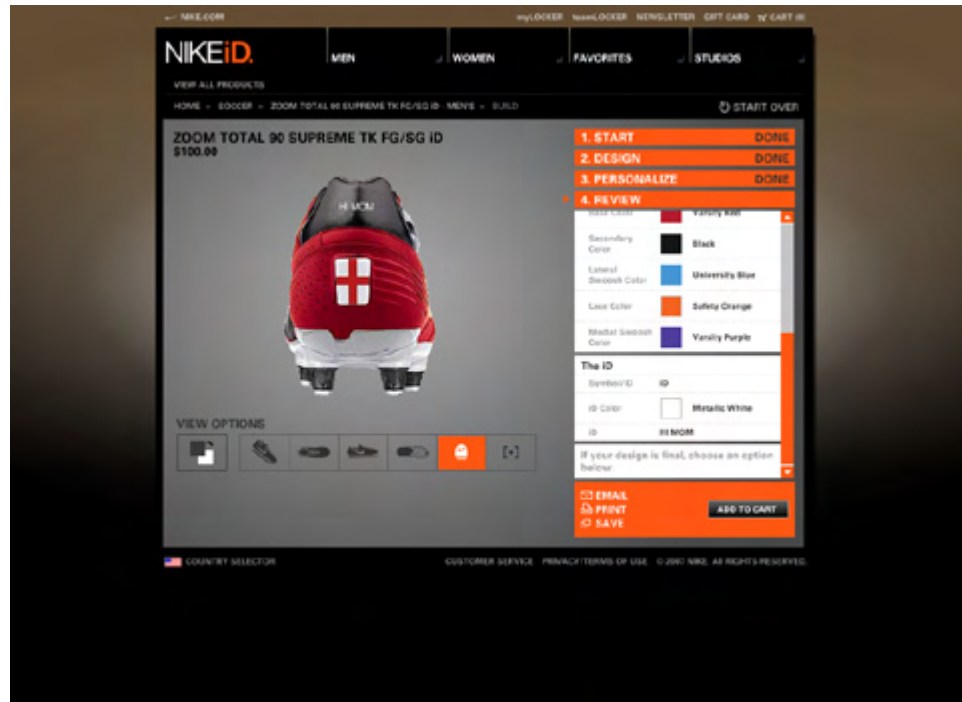 NIKE.COM
myLOCKER teamLOCKER NEWSLETTER GIFT CARD CART (0)
NIKEiD.
MEN
WOMEN
FAVORITES
STUDIOS
VIEW ALL PRODUCTS
HOME SOCCER ZOOM TOTAL 90 SUPREME TK FG/SG iD - MEN'S BUILD
START OVER
ZOOM TOTAL 90 SUPREME TK FG/SG iD
$100.00
HI MOM
VIEW OPTIONS
[+]
1. START DONE
2. DESIGN DONE
3. PERSONALIZE DONE
4. REVIEW
Base Color Varsity Red
Secondary
Color
Black
Lateral
Swoosh Color
University Blue
Lace Color Safety Orange
Medial Swoosh
Color
Varsity Purple
The iD
Symbol/iD iD
iD Color Metallic White
iD HI MOM
If your design is final, choose an option
below
EMAIL
PRINT
SAVE
ADD TO CART
COUNTRY SELECTOR
CUSTOMER SERVICE PRIVACY/TERMS OF USE © 2007 NIKE, All RIGHTS RESERVED.